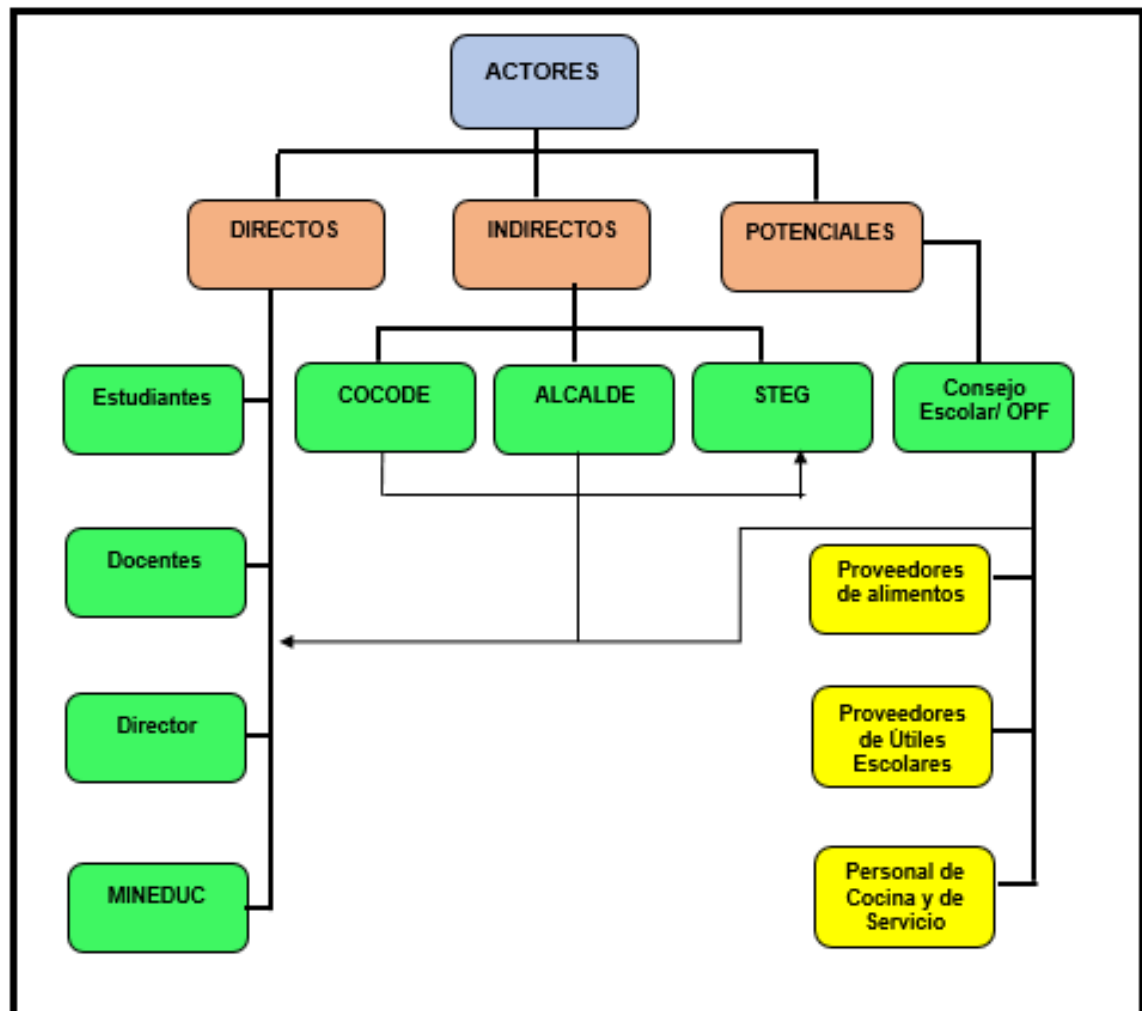 ACTORES
DIRECTOS
INDIRECTOS
POTENCIALES
Estudiantes
COCODE
ALCALDE
STEG
Consejo
Escolar/ OPF
Docentes
Proveedores
de alimentos
Director
Proveedores
de Útiles
Escolares
MINEDUC
Personal de
Cocina y de
Servicio